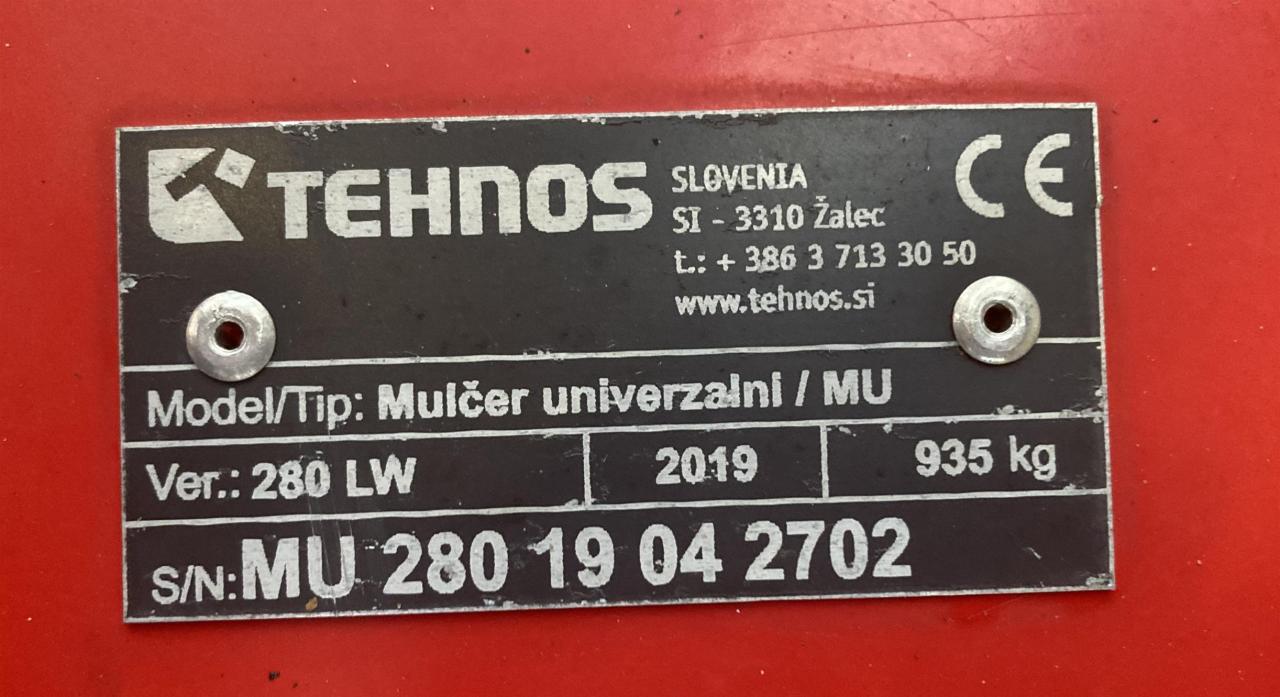 TEHNOS
SLOVENIA
SI - 3310 Žalec
t.: + 386 3 713 30 50
www.tehnos.si
CE
Model/Tip: Mulčer univerzalni / MU
Ver.: 280 LW 2019 935 kg
S/N: MU 280 19 04 2702